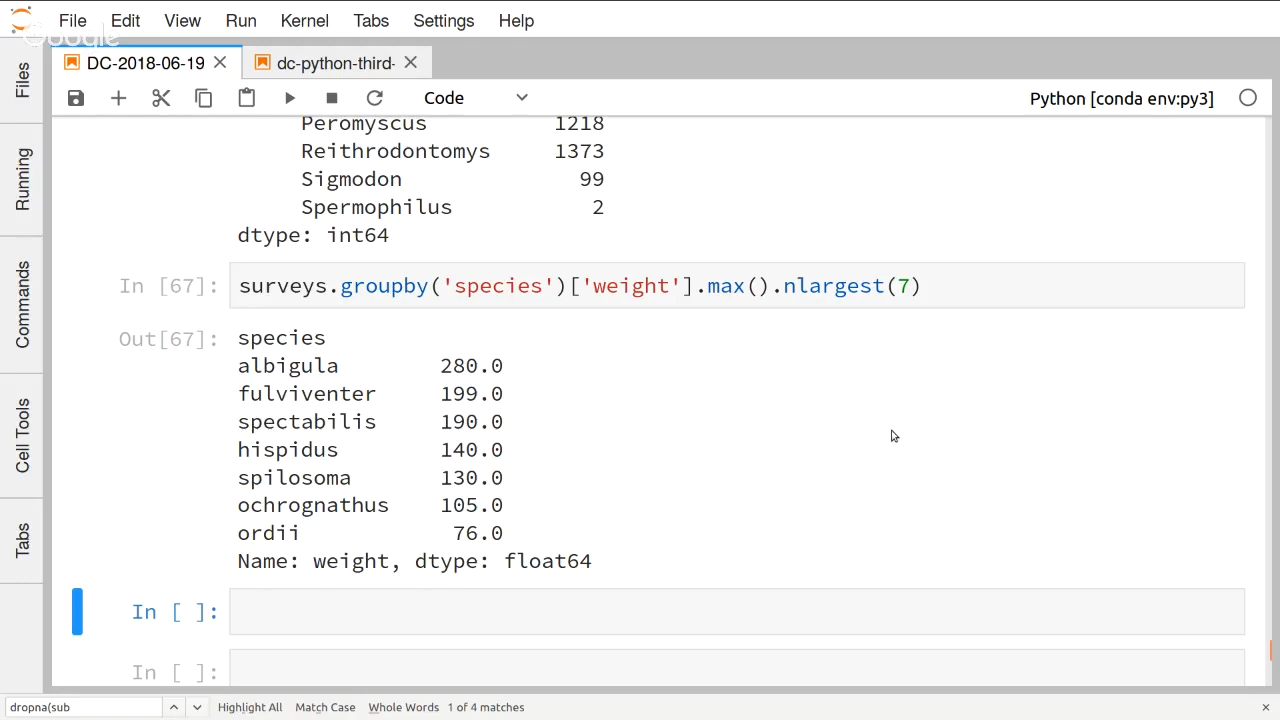 File Edit View Run Kernel Tabs Settings Help
Google
DC-2018-06-19 dc-python-third-
Code Python [conda env:py3]
Files
Running
Commands
Cell Tools
Tabs
Peromyscus 1218
Reithrodontomys 1373
Sigmodon 99
Spermophilus 2
dtype: int64
In [67]: surveys.groupby('species')['weight'].max().nlargest(7)
Out[67]: species
albigula 280.0
fulviventer 199.0
spectabilis 190.0
hispidus 140.0
spilosoma 130.0
ochrognathus 105.0
ordii 76.0
Name: weight, dtype: float64
In [ ]:
In [ ]:
dropna(sub Highlight All Match Case Whole Words 1 of 4 matches